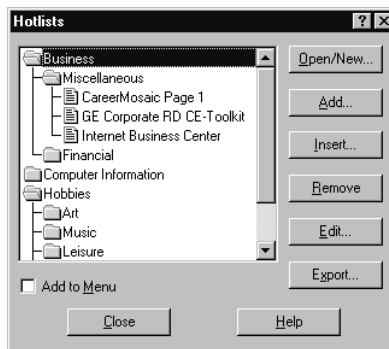 Hotlists
Business
Miscellaneous
CareerMosaic Page 1
GE Corporate RD CE-Toolkit
Internet Business Center
Financial
Computer Information
Hobbies
Art
Music
Leisure
Open/New...
Add...
Insert...
Remove
Edit...
Export...
Add to Menu
Close
Help